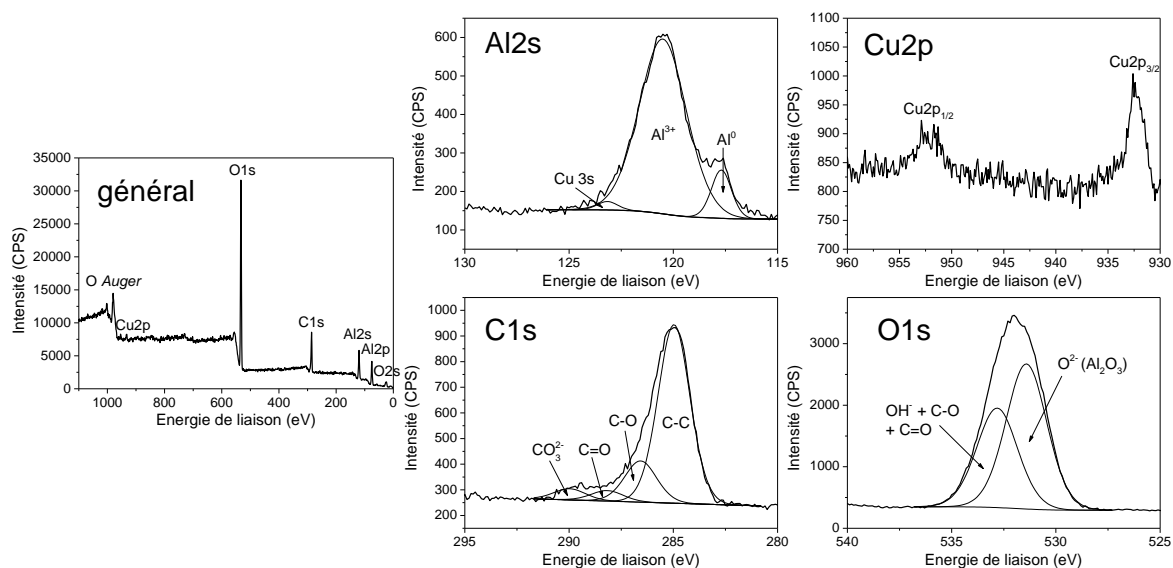 général
O1s
O Auger
Cu2p
C1s
Al2s
Al2p
O2s
35000
30000
25000
20000
15000
10000
5000
0
1000 800 600 400 200 0
Intensité (CPS)
Energie de liaison (eV)
Al2s
Al³⁺
Al⁰
Cu 3s
600
500
400
300
200
100
130 125 120 115
Intensité (CPS)
Energie de liaison (eV)
Cu2p
Cu2p₃/₂
Cu2p₁/₂
1100
1050
1000
950
900
850
800
750
700
960 955 950 945 940 935 930
Intensité (CPS)
Energie de liaison (eV)
C1s
C-O
C-C
CO₃²⁻
C=O
1000
900
800
700
600
500
400
300
200
295 290 285 280
Intensité (CPS)
Energie de liaison (eV)
O1s
O²⁻ (Al₂O₃)
OH⁻ + C-O
+ C=O
3000
2000
1000
0
540 535 530 525
Intensité (CPS)
Energie de liaison (eV)